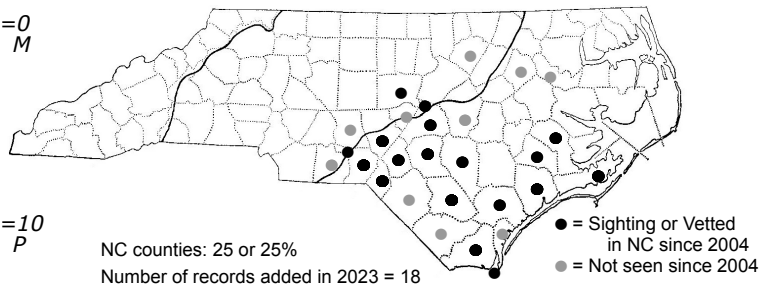 =0
M
=10
P
NC counties: 25 or 25%
Number of records added in 2023 = 18
= Sighting or Vetted
in NC since 2004
= Not seen since 2004